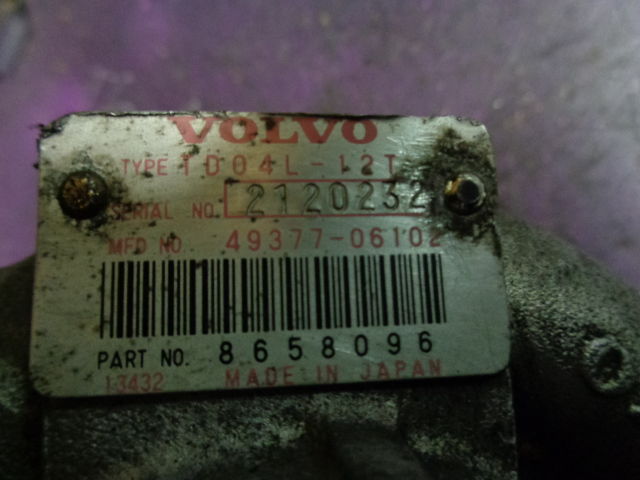 VOLVO
TYPE TD04L-12T
SERIAL NO. 2120232
MFD NO. 49377-06102
PART NO. 8658096
13432 MADE IN JAPAN